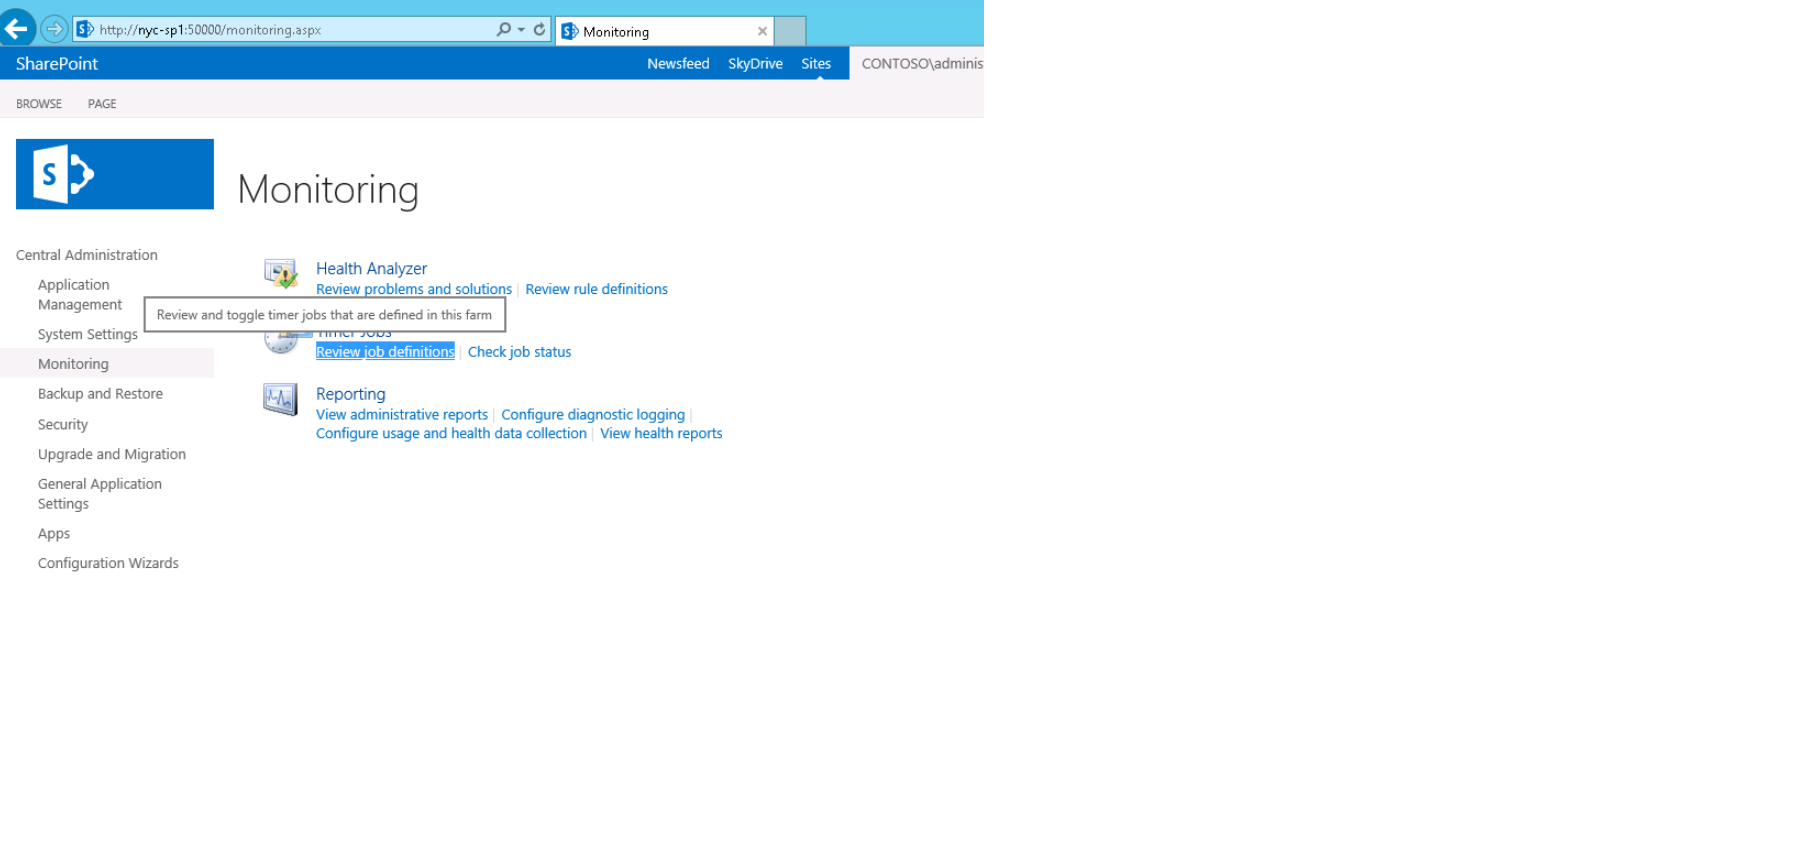 http://nyc-sp1:50000/monitoring.aspx
Monitoring
SharePoint
Newsfeed SkyDrive Sites CONTOSO\adminis
BROWSE PAGE
S
Monitoring
Central Administration
Application
Management
System Settings
Monitoring
Backup and Restore
Security
Upgrade and Migration
General Application
Settings
Apps
Configuration Wizards
Health Analyzer
Review problems and solutions | Review rule definitions
Review and toggle timer jobs that are defined in this farm
Timer Jobs
Review job definitions | Check job status
Reporting
View administrative reports | Configure diagnostic logging |
Configure usage and health data collection | View health reports